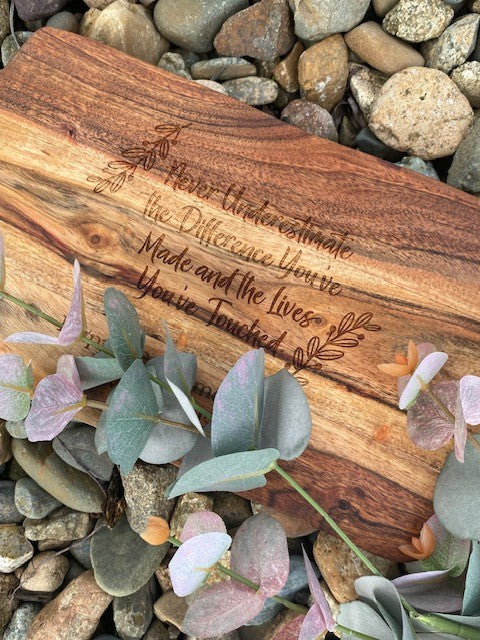 Never Underestimate
the Difference You've
Made and the Lives
You've Touched